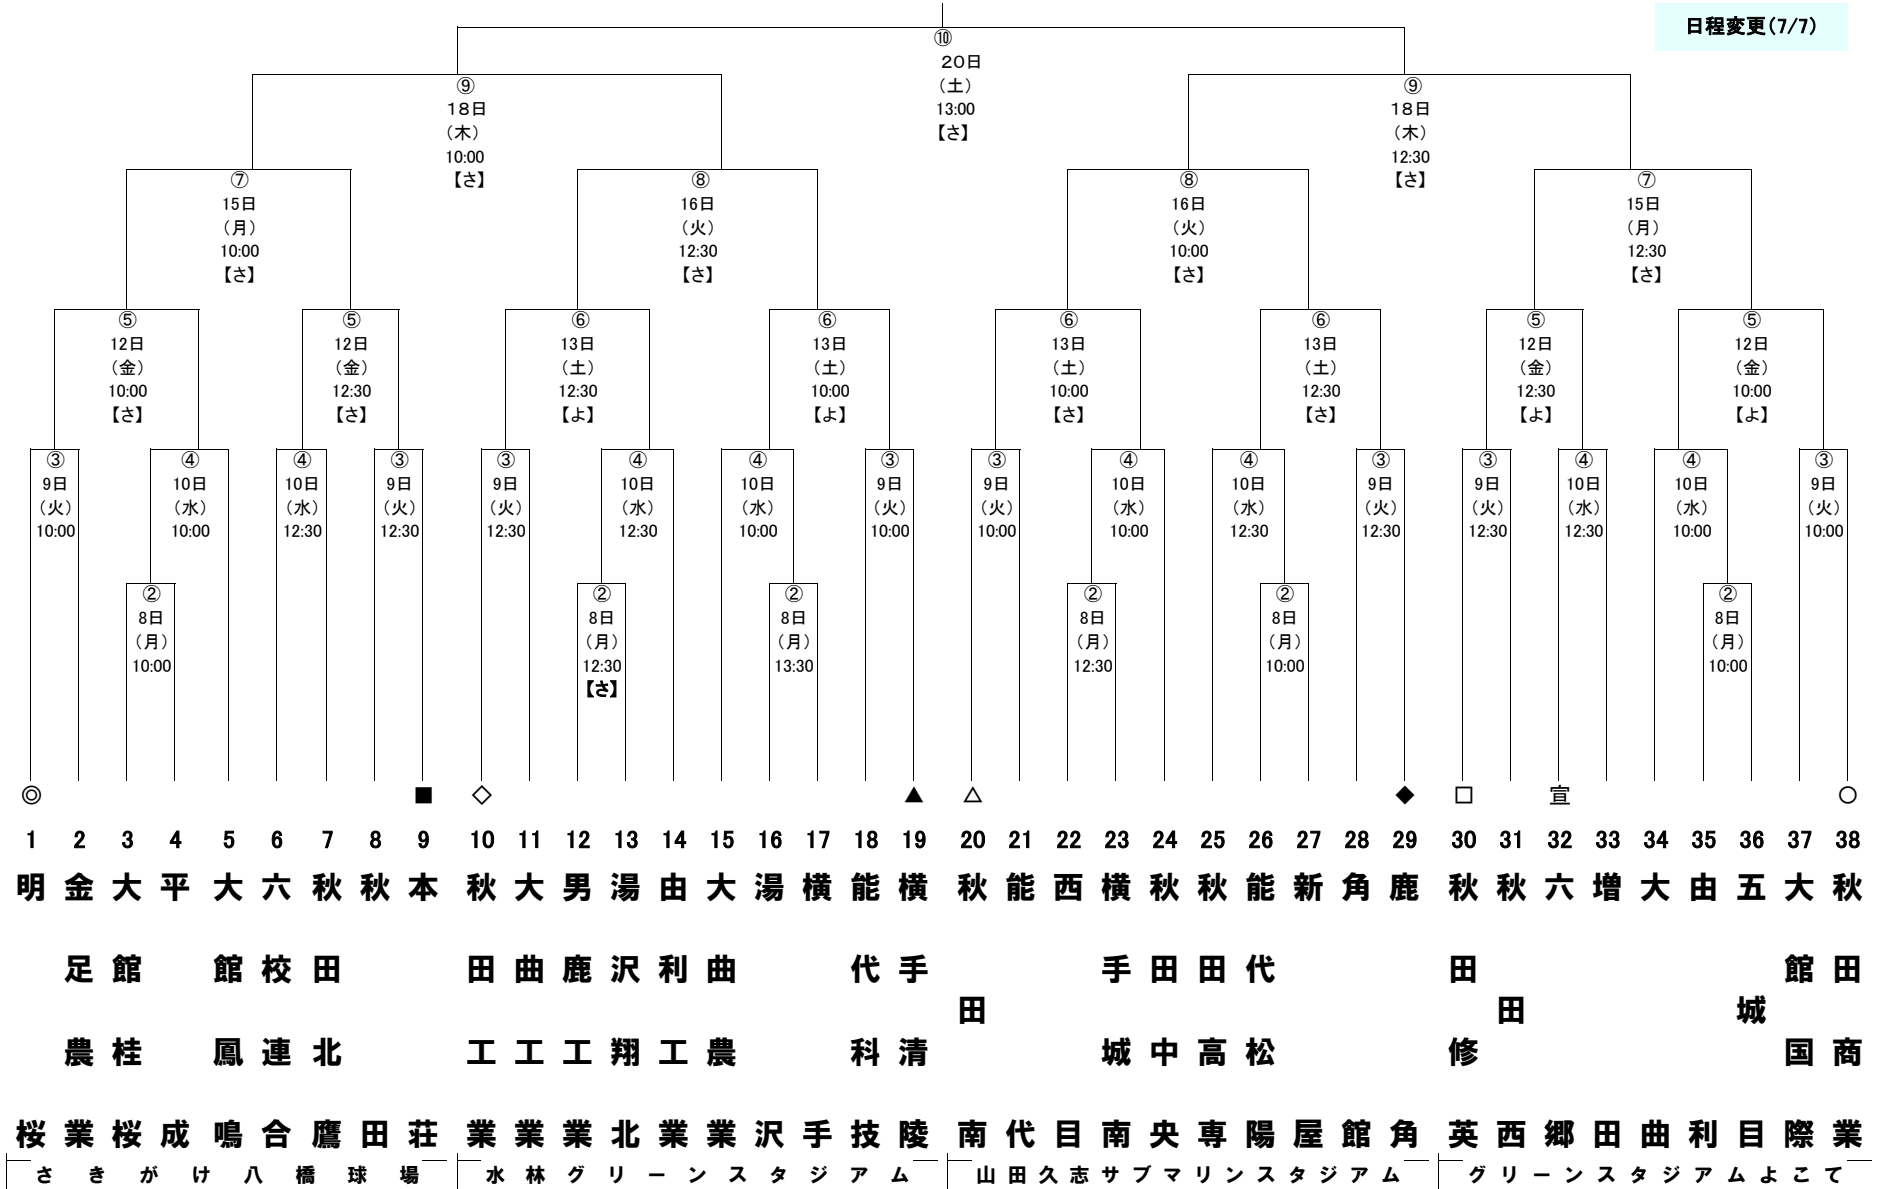 日程変更(7/7)
⑩
20日
(土)
13:00
【さ】
⑨ ⑨
18日 18日
(木) (木)
10:00 12:30
【さ】 【さ】
⑦ ⑧ ⑧ ⑦
15日 16日 16日 15日
(月) (火) (火) (月)
10:00 12:30 10:00 12:30
【さ】 【さ】 【さ】 【さ】
⑤ ⑤ ⑥ ⑥ ⑥ ⑥ ⑤ ⑤
12日 12日 13日 13日 13日 13日 12日 12日
(金) (金) (土) (土) (土) (土) (金) (金)
10:00 12:30 12:30 10:00 10:00 12:30 12:30 10:00
【さ】 【さ】 【よ】 【よ】 【さ】 【さ】 【よ】 【よ】
③ ④ ④ ③ ③ ④ ④ ③ ③ ④ ④ ③ ③ ④ ④ ③
9日 10日 10日 9日 9日 10日 10日 9日 9日 10日 10日 9日 9日 10日 10日 9日
(火) (水) (水) (火) (火) (水) (水) (火) (火) (水) (水) (火) (火) (水) (水) (火)
10:00 10:00 12:30 12:30 12:30 12:30 10:00 10:00 10:00 10:00 12:30 12:30 12:30 12:30 10:00 10:00
② ② ② ② ② ②
8日 8日 8日 8日 8日 8日
(月) (月) (月) (月) (月) (月)
10:00 12:30 13:30 12:30 10:00 10:00
【さ】
◎ ■ ◇ ▲ △ ◆ □ 宣 ○
1 2 3 4 5 6 7 8 9 10 11 12 13 14 15 16 17 18 19 20 21 22 23 24 25 26 27 28 29 30 31 32 33 34 35 36 37 38
明桜
金足農業
大館桂桜
平成
大館鳳鳴
六校連合
秋田北鷹
秋田
本荘
秋田工業
大曲工業
男鹿工業
湯沢翔北
由利工業
大曲農業
湯沢
横手
能代科技
横手清陵
秋田南
能代
西目
横手城南
秋田中央
秋田高専
能代松陽
新屋
角館
鹿角
秋田修英
秋田西
六郷
増田
大曲
由利
五城目
大館国際
秋田商業
さきがけ八橋球場 水林グリーンスタジアム 山田久志サブマリンスタジアム グリーンスタジアムよこて